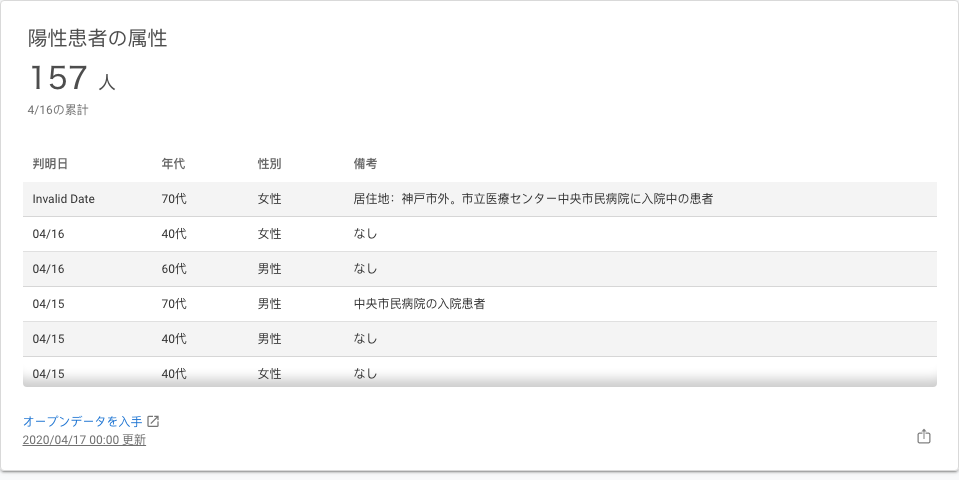 陽性患者の属性
157 人
4/16の累計
判明日 年代 性別 備考
Invalid Date 70代 女性 居住地：神戸市外。市立医療センター中央市民病院に入院中の患者
04/16 40代 女性 なし
04/16 60代 男性 なし
04/15 70代 男性 中央市民病院の入院患者
04/15 40代 男性 なし
04/15 40代 女性 なし
オープンデータを入手
2020/04/17 00:00 更新